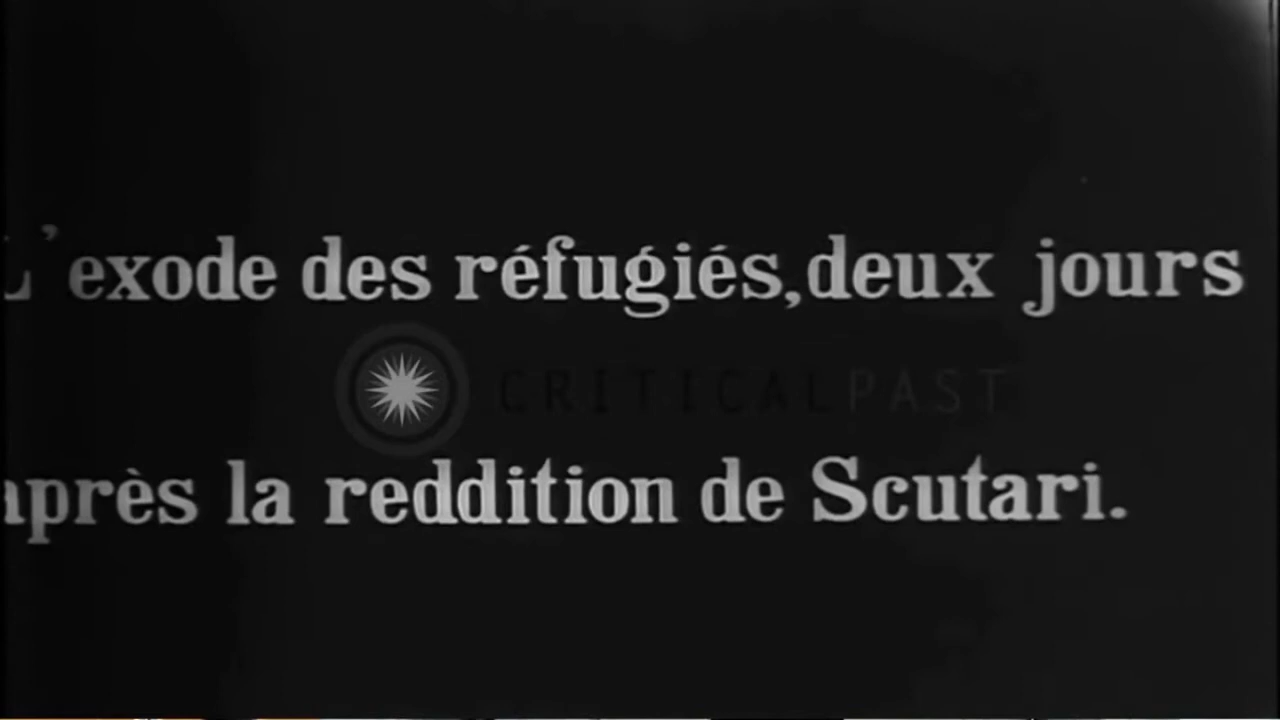 L'exode des réfugiés, deux jours
CRITICALPAST
après la reddition de Scutari.